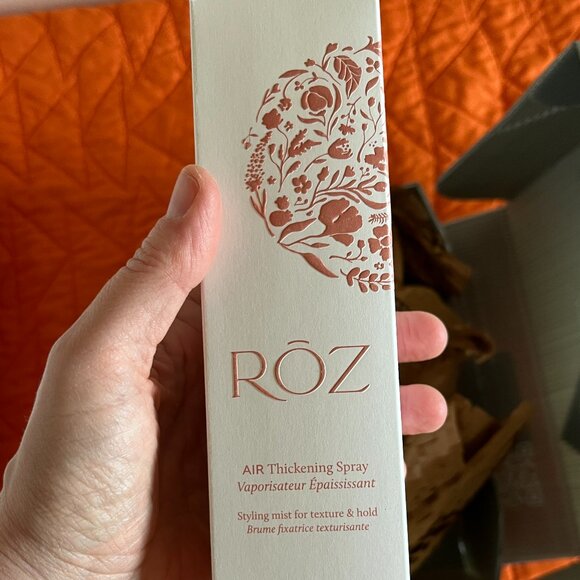 RŌZ
AIR Thickening Spray
Vaporisateur Épaississant
Styling mist for texture & hold
Brume fixatrice texturisante